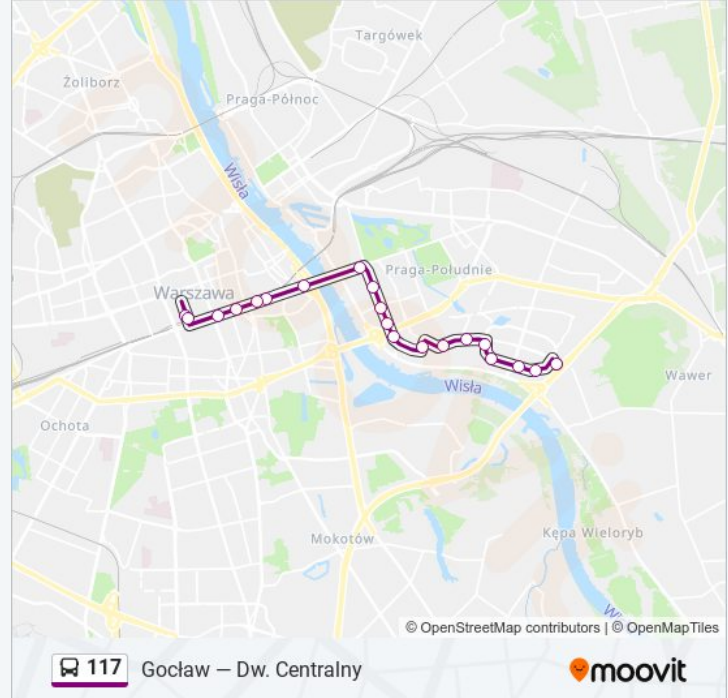 Targówek
Żoliborz
Praga-Północ
Wisła
Praga-Południe
Warszawa
Wawer
Wisła
Ochota
Mokotów
Kępa Wieloryb
Wi
© OpenStreetMap contributors | © OpenMapTiles
117 Gocław — Dw. Centralny moovit